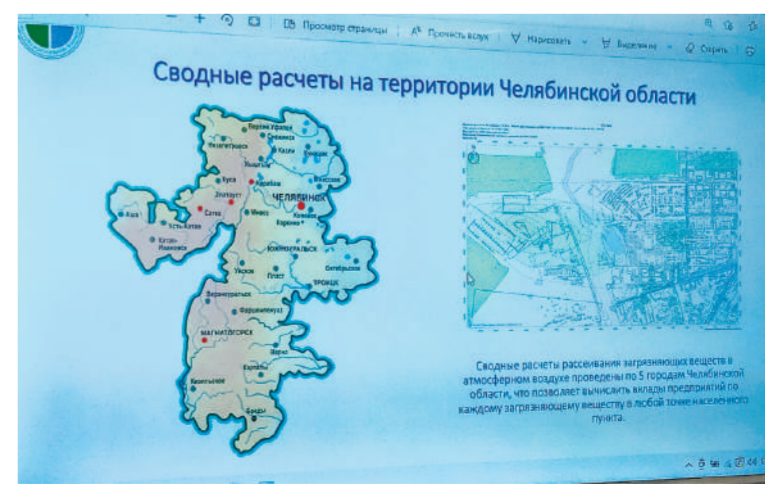 Просмотр страницы
Прочесть вслух
Нарисовать
Выделение
Стереть
Сводные расчеты на территории Челябинской области
Верхний Уфалей
Снежинск
Нязепетровск
Касли
Кыштым
Куса
Карабаш
Златоуст
ЧЕЛЯБИНСК
Аша
Сатка
Миасс
Копейск
Коркино
Усть-Катав
Катав-
Ивановск
ЮЖНОУРАЛЬСК
Октябрьское
Уйское
Пласт
ТРОИЦК
Верхнеуральск
Фершампенуаз
МАГНИТОГОРСК
Варна
Карталы
Кизильское
Бреды
Сводные расчеты рассеивания загрязняющих веществ в
атмосферном воздухе проведены по 5 городам Челябинской
области, что позволяет вычислить вклады предприятий по
каждому загрязняющему веществу в любой точке населенного
пункта.